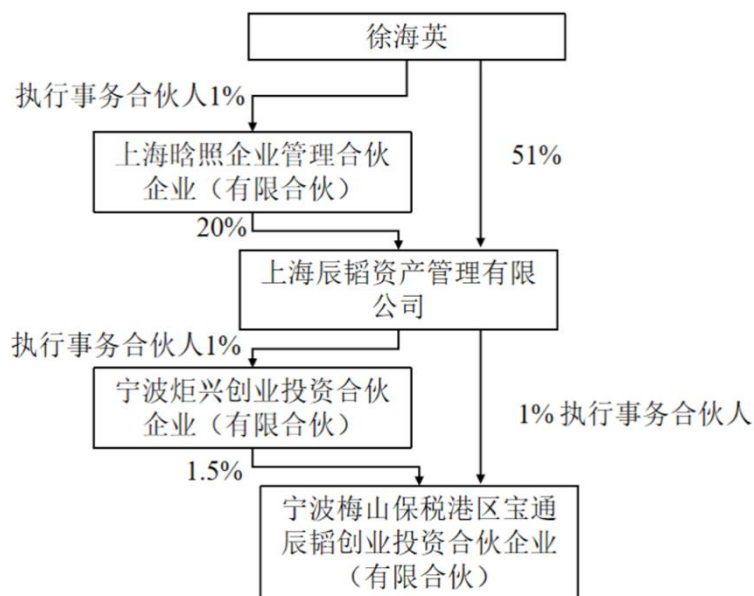 徐海英
执行事务合伙人1%
上海晗照企业管理合伙
企业（有限合伙）
51%
20%
上海辰韬资产管理有限
公司
执行事务合伙人1%
宁波炬兴创业投资合伙
企业（有限合伙）
1% 执行事务合伙人
1.5%
宁波梅山保税港区宝通
辰韬创业投资合伙企业
（有限合伙）